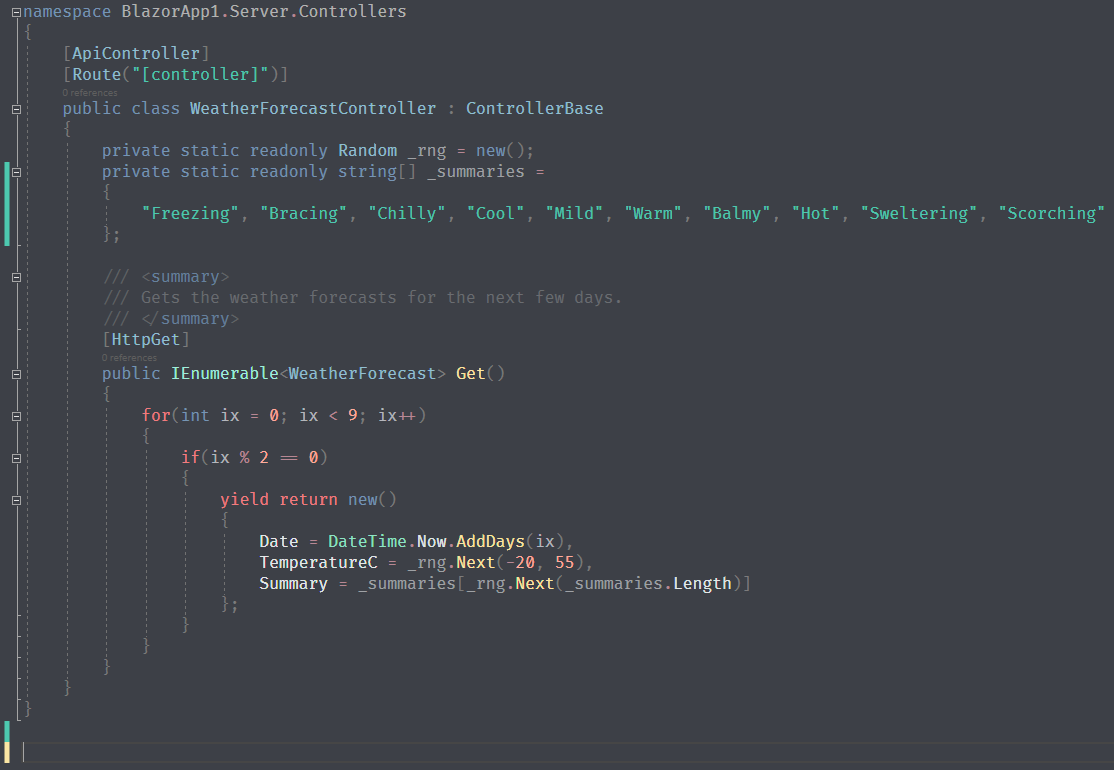 namespace BlazorApp1.Server.Controllers
{
    [ApiController]
    [Route("[controller]")]
    0 references
    public class WeatherForecastController : ControllerBase
    {
        private static readonly Random _rng = new();
        private static readonly string[] _summaries =
        {
            "Freezing", "Bracing", "Chilly", "Cool", "Mild", "Warm", "Balmy", "Hot", "Sweltering", "Scorching"
        };

        /// <summary>
        /// Gets the weather forecasts for the next few days.
        /// </summary>
        [HttpGet]
        0 references
        public IEnumerable<WeatherForecast> Get()
        {
            for(int ix = 0; ix < 9; ix++)
            {
                if(ix % 2 == 0)
                {
                    yield return new()
                    {
                        Date = DateTime.Now.AddDays(ix),
                        TemperatureC = _rng.Next(-20, 55),
                        Summary = _summaries[_rng.Next(_summaries.Length)]
                    };
                }
            }
        }
    }
}